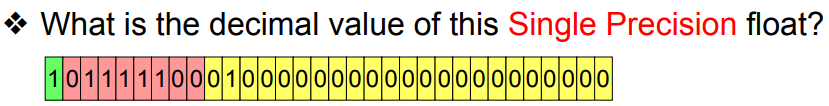 ❖ What is the decimal value of this Single Precision float?
10111110001000000000000000000000